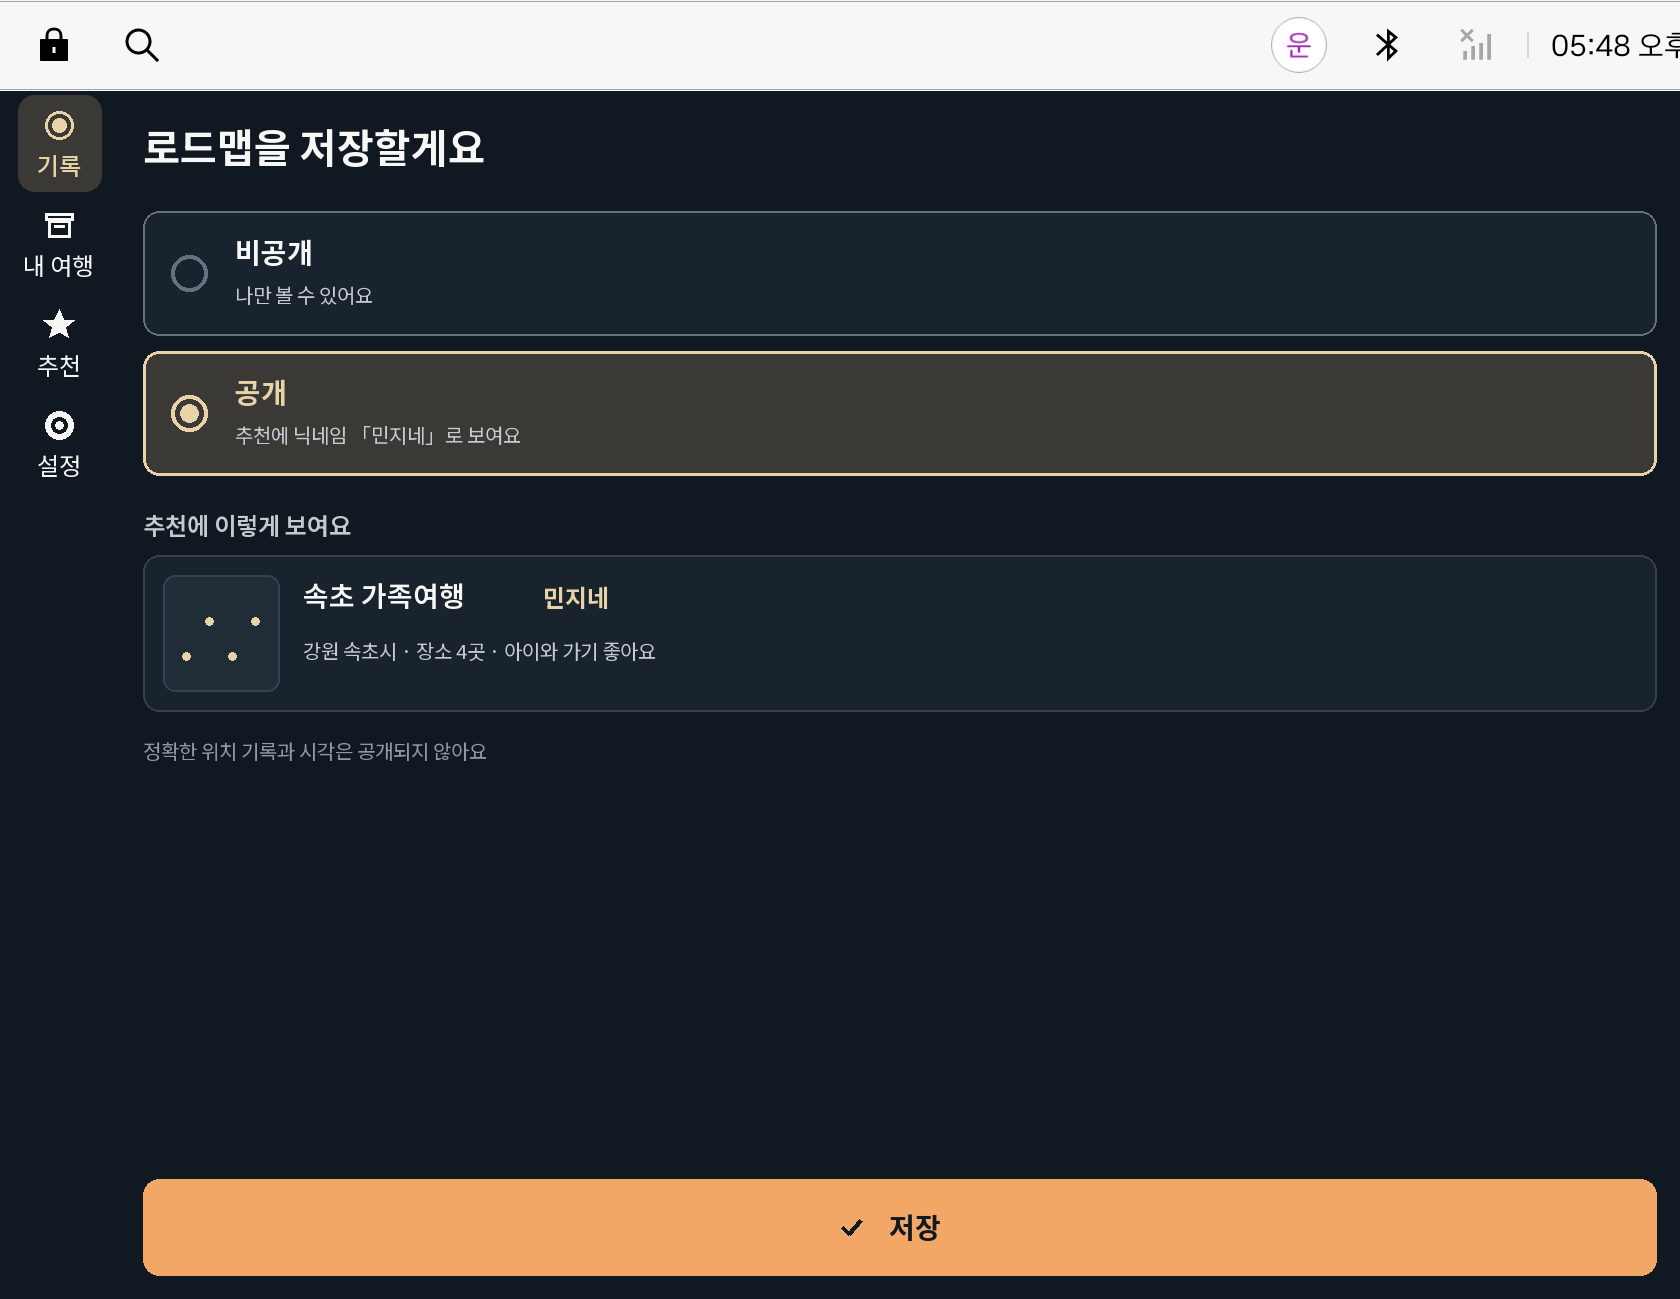 운
05:48 오후
기록
내 여행
추천
설정
로드맵을 저장할게요
비공개
나만 볼 수 있어요
공개
추천에 닉네임 「민지네」로 보여요
추천에 이렇게 보여요
속초 가족여행 민지네
강원 속초시 · 장소 4곳 · 아이와 가기 좋아요
정확한 위치 기록과 시각은 공개되지 않아요
저장